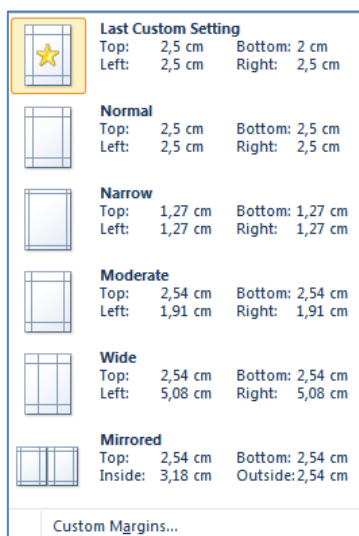 Last Custom Setting
Top: 2,5 cm Bottom: 2 cm
Left: 2,5 cm Right: 2,5 cm
Normal
Top: 2,5 cm Bottom: 2,5 cm
Left: 2,5 cm Right: 2,5 cm
Narrow
Top: 1,27 cm Bottom: 1,27 cm
Left: 1,27 cm Right: 1,27 cm
Moderate
Top: 2,54 cm Bottom: 2,54 cm
Left: 1,91 cm Right: 1,91 cm
Wide
Top: 2,54 cm Bottom: 2,54 cm
Left: 5,08 cm Right: 5,08 cm
Mirrored
Top: 2,54 cm Bottom: 2,54 cm
Inside: 3,18 cm Outside: 2,54 cm
Custom Margins...